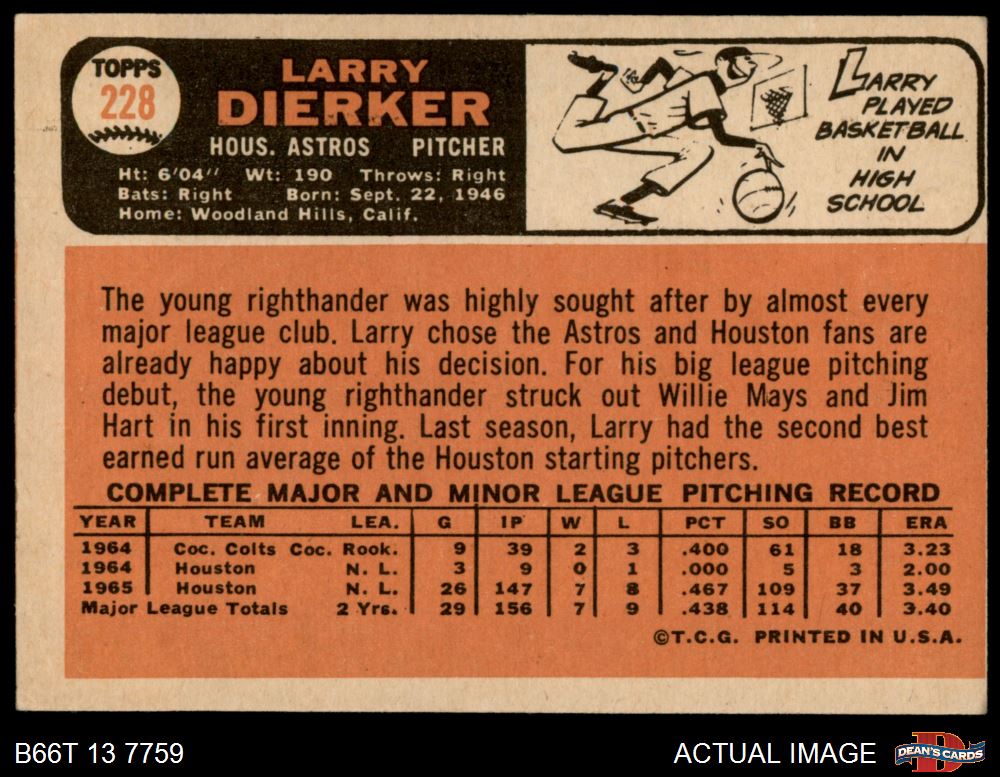 TOPPS
228
LARRY
DIERKER
HOUS. ASTROS PITCHER
Ht: 6'04" Wt: 190 Throws: Right
Bats: Right Born: Sept. 22, 1946
Home: Woodland Hills, Calif.
LARRY
PLAYED
BASKETBALL
IN
HIGH
SCHOOL
The young righthander was highly sought after by almost every
major league club. Larry chose the Astros and Houston fans are
already happy about his decision. For his big league pitching
debut, the young righthander struck out Willie Mays and Jim
Hart in his first inning. Last season, Larry had the second best
earned run average of the Houston starting pitchers.
COMPLETE MAJOR AND MINOR LEAGUE PITCHING RECORD
YEAR TEAM LEA. G IP W L PCT SO BB ERA
1964 Coc. Colts Coc. Rook. 9 39 2 3 .400 61 18 3.23
1964 Houston N. L. 3 9 0 1 .000 5 3 2.00
1965 Houston N. L. 26 147 7 8 .467 109 37 3.49
Major League Totals 2 Yrs. 29 156 7 9 .438 114 40 3.40
©T.C.G. PRINTED IN U.S.A.
B66T 13 7759
ACTUAL IMAGE
DEAN'S CARDS